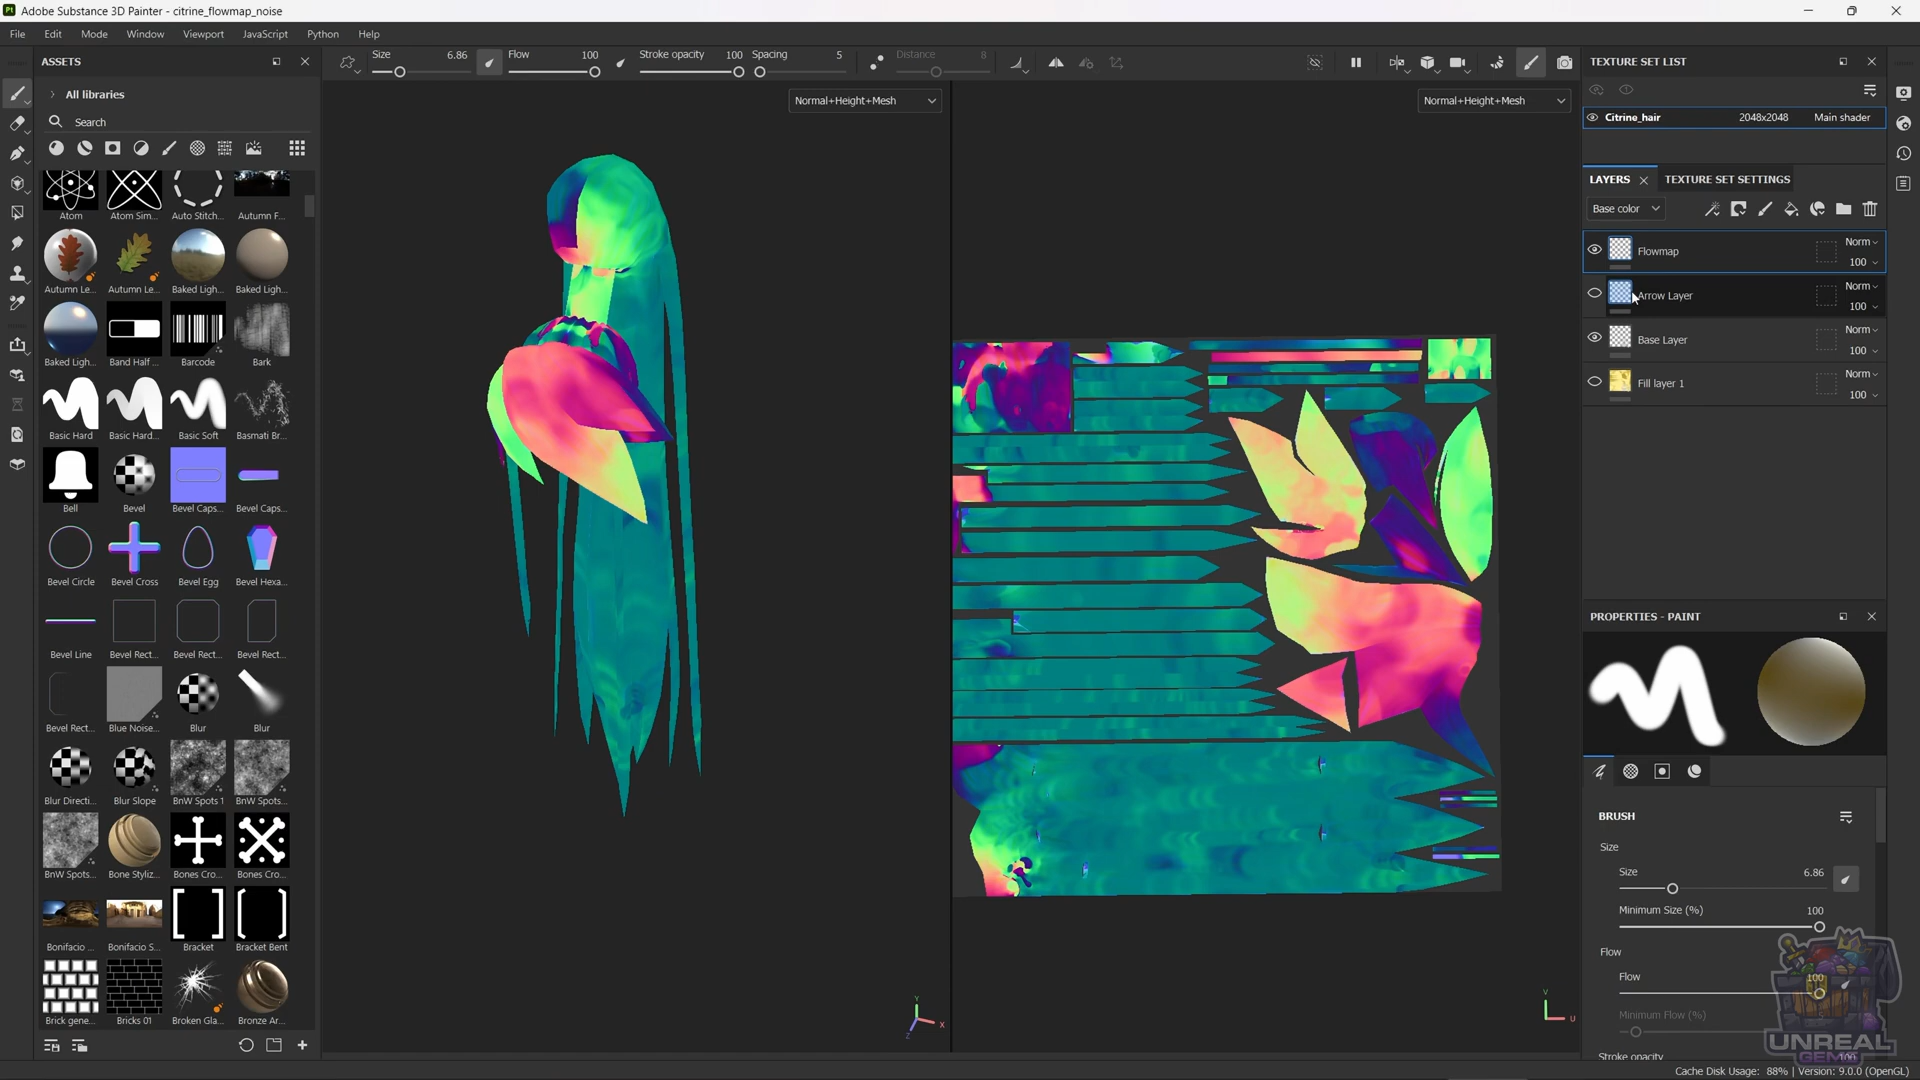 Adobe Substance 3D Painter - citrine_flowmap_noise
File Edit Mode Window Viewport JavaScript Python Help
ASSETS
Size 6.86 Flow 100 Stroke opacity 100 Spacing 5 Distance 8
All libraries
Search
Normal+Height+Mesh
Normal+Height+Mesh
Atom Atom Sim... Auto Stitch... Autumn F...
Autumn Le... Autumn Le... Baked Ligh... Baked Ligh...
Baked Ligh... Band Half ... Barcode Bark
Basic Hard Basic Hard... Basic Soft Basmati Br...
Bell Bevel Bevel Caps... Bevel Caps...
Bevel Circle Bevel Cross Bevel Egg Bevel Hexa...
Bevel Line Bevel Rect... Bevel Rect... Bevel Rect...
Bevel Rect... Blue Noise... Blur Blur
Blur Directi... Blur Slope BnW Spots 1 BnW Spots...
BnW Spots... Bone Styliz... Bones Cro... Bones Cro...
Bonifacio ... Bonifacio S... Bracket Bracket Bent
Brick gene... Bricks 01 Broken Gla... Bronze Ar...
Y
X
Z
V
U
TEXTURE SET LIST
Citrine_hair 2048x2048 Main shader
LAYERS TEXTURE SET SETTINGS
Base color
Flowmap Norm
100
Arrow Layer Norm
100
Base Layer Norm
100
Fill layer 1 Norm
100
PROPERTIES - PAINT
BRUSH
Size
Size 6.86
Minimum Size (%) 100
Flow
Flow 100
Minimum Flow (%)
Stroke opacity 100
UNREAL
GEMS
Cache Disk Usage: 88% | Version: 9.0.0 (OpenGL)